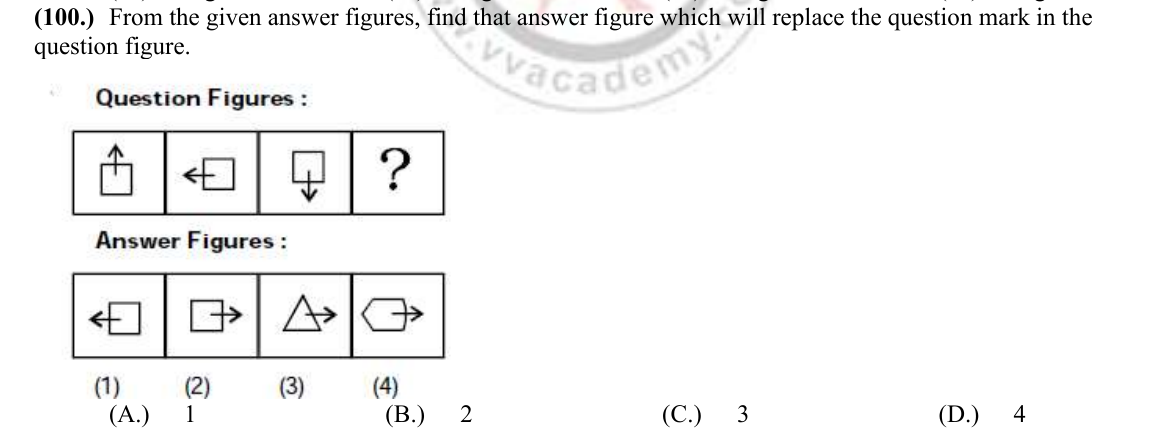 (100.) From the given answer figures, find that answer figure which will replace the question mark in the
question figure.
.vvacademy.
Question Figures :
?
Answer Figures :
(1) (2) (3) (4)
(A.) 1 (B.) 2 (C.) 3 (D.) 4